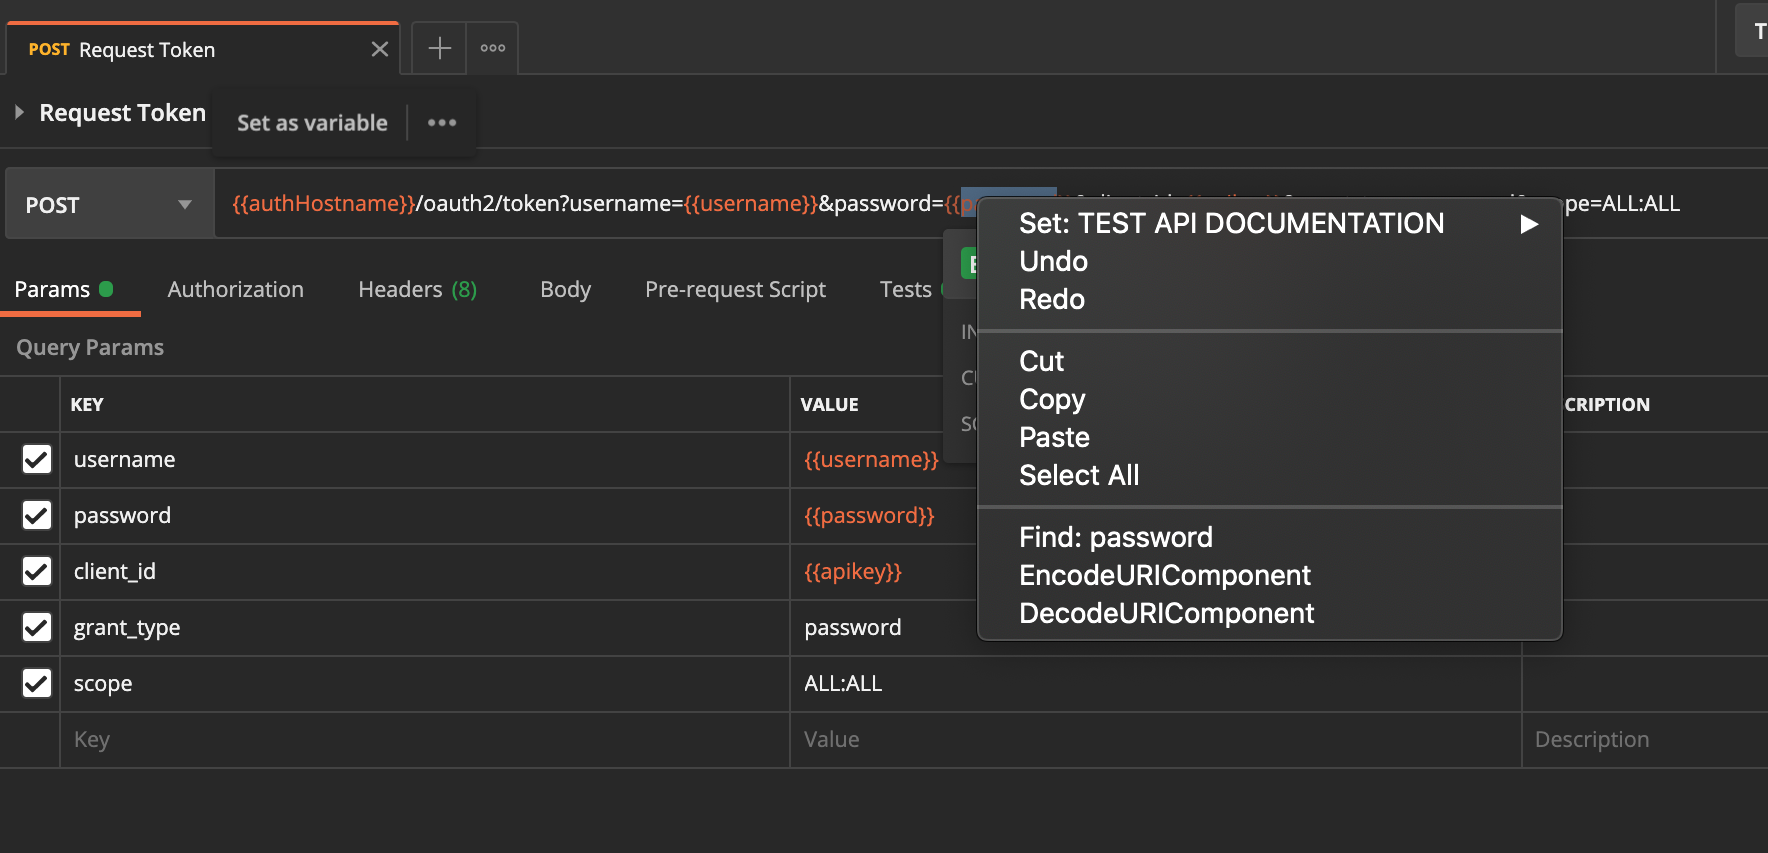 POST Request Token
T
Request Token
Set as variable
POST
{{authHostname}}/oauth2/token?username={{username}}&password={{p
pe=ALL:ALL
Set: TEST API DOCUMENTATION
Undo
Redo
Cut
Copy
Paste
Select All
Find: password
EncodeURIComponent
DecodeURIComponent
Params
Authorization
Headers (8)
Body
Pre-request Script
Tests
E
IN
CU
SC
Query Params
KEY
VALUE
CRIPTION
username
{{username}}
password
{{password}}
client_id
{{apikey}}
grant_type
password
scope
ALL:ALL
Key
Value
Description